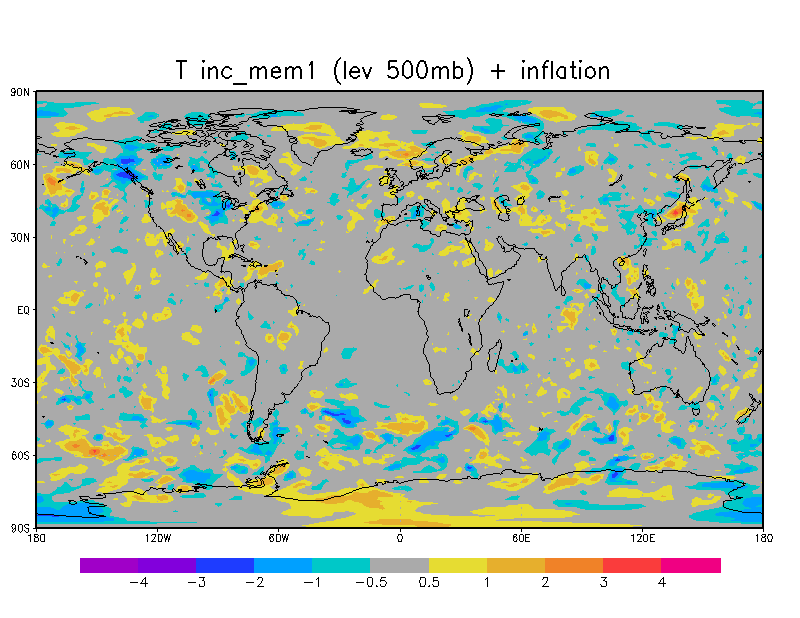 T inc_mem1 (lev 500mb) + inflation
90N
60N
30N
EQ
30S
60S
90S
180 120W 60W 0 60E 120E 180
-4 -3 -2 -1 -0.5 0.5 1 2 3 4